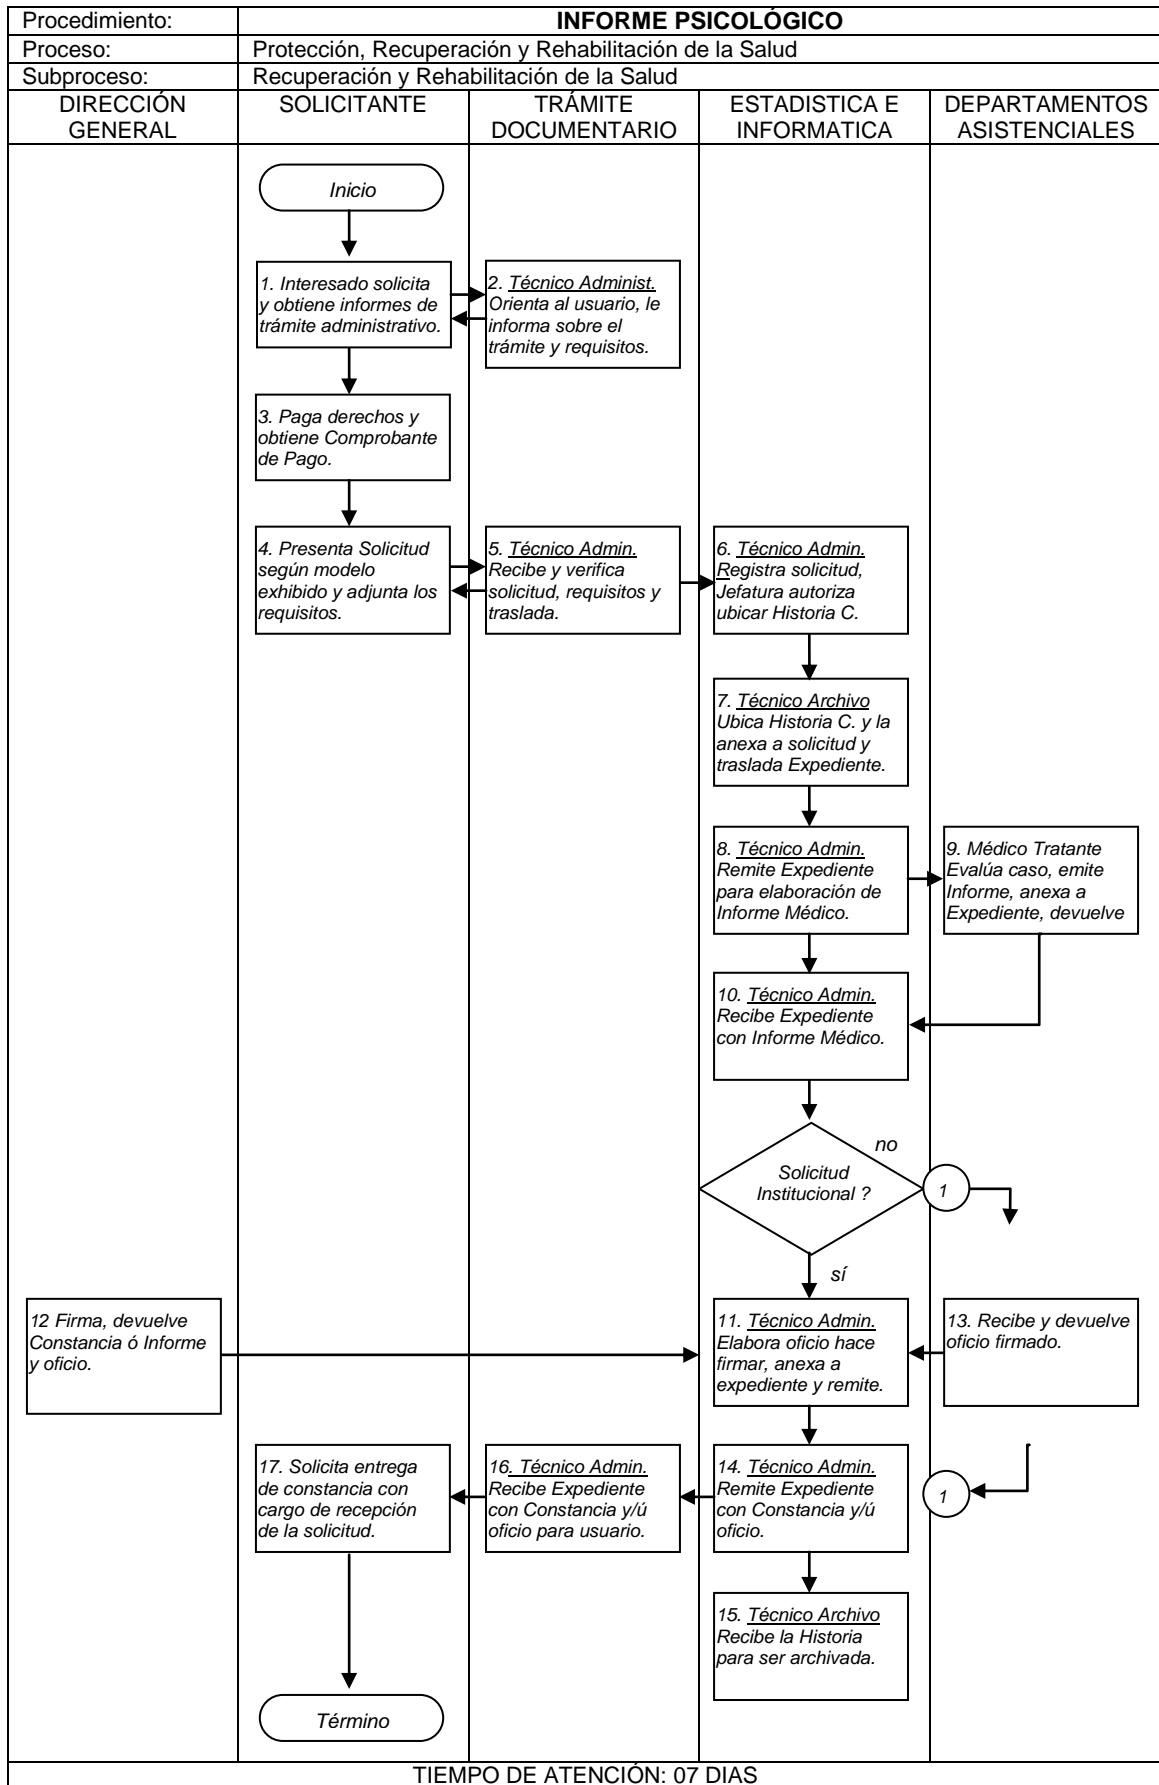 Procedimiento:
INFORME PSICOLÓGICO
Proceso:
Protección, Recuperación y Rehabilitación de la Salud
Subproceso:
Recuperación y Rehabilitación de la Salud
DIRECCIÓN
GENERAL
SOLICITANTE
TRÁMITE
DOCUMENTARIO
ESTADISTICA E
INFORMATICA
DEPARTAMENTOS
ASISTENCIALES
Inicio
1. Interesado solicita
y obtiene informes de
trámite administrativo.
2. Técnico Administ.
Orienta al usuario, le
informa sobre el
trámite y requisitos.
3. Paga derechos y
obtiene Comprobante
de Pago.
4. Presenta Solicitud
según modelo
exhibido y adjunta los
requisitos.
5. Técnico Admin.
Recibe y verifica
solicitud, requisitos y
traslada.
6. Técnico Admin.
Registra solicitud,
Jefatura autoriza
ubicar Historia C.
7. Técnico Archivo
Ubica Historia C. y la
anexa a solicitud y
traslada Expediente.
8. Técnico Admin.
Remite Expediente
para elaboración de
Informe Médico.
9. Médico Tratante
Evalúa caso, emite
Informe, anexa a
Expediente, devuelve
10. Técnico Admin.
Recibe Expediente
con Informe Médico.
no
Solicitud
Institucional ?
1
sí
12 Firma, devuelve
Constancia ó Informe
y oficio.
11. Técnico Admin.
Elabora oficio hace
firmar, anexa a
expediente y remite.
13. Recibe y devuelve
oficio firmado.
17. Solicita entrega
de constancia con
cargo de recepción
de la solicitud.
16. Técnico Admin.
Recibe Expediente
con Constancia y/ú
oficio para usuario.
14. Técnico Admin.
Remite Expediente
con Constancia y/ú
oficio.
1
15. Técnico Archivo
Recibe la Historia
para ser archivada.
Término
TIEMPO DE ATENCIÓN: 07 DIAS